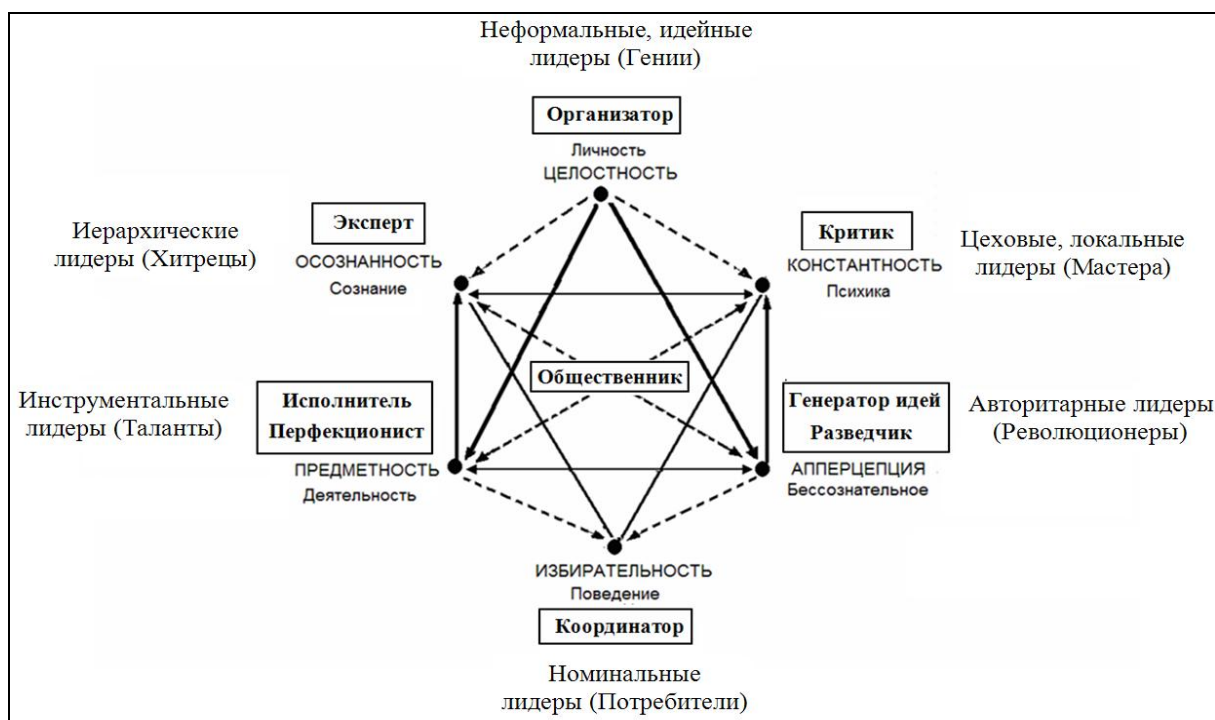 Неформальные, идейные
лидеры (Гении)
Организатор
Личность
ЦЕЛОСТНОСТЬ
Иерархические
лидеры (Хитрецы)
Эксперт
ОСОЗНАННОСТЬ
Сознание
Критик
КОНСТАНТНОСТЬ
Психика
Цеховые, локальные
лидеры (Мастера)
Общественник
Инструментальные
лидеры (Таланты)
Исполнитель
Перфекционист
ПРЕДМЕТНОСТЬ
Деятельность
Генератор идей
Разведчик
АППЕРЦЕПЦИЯ
Бессознательное
Авторитарные лидеры
(Революционеры)
ИЗБИРАТЕЛЬНОСТЬ
Поведение
Координатор
Номинальные
лидеры (Потребители)